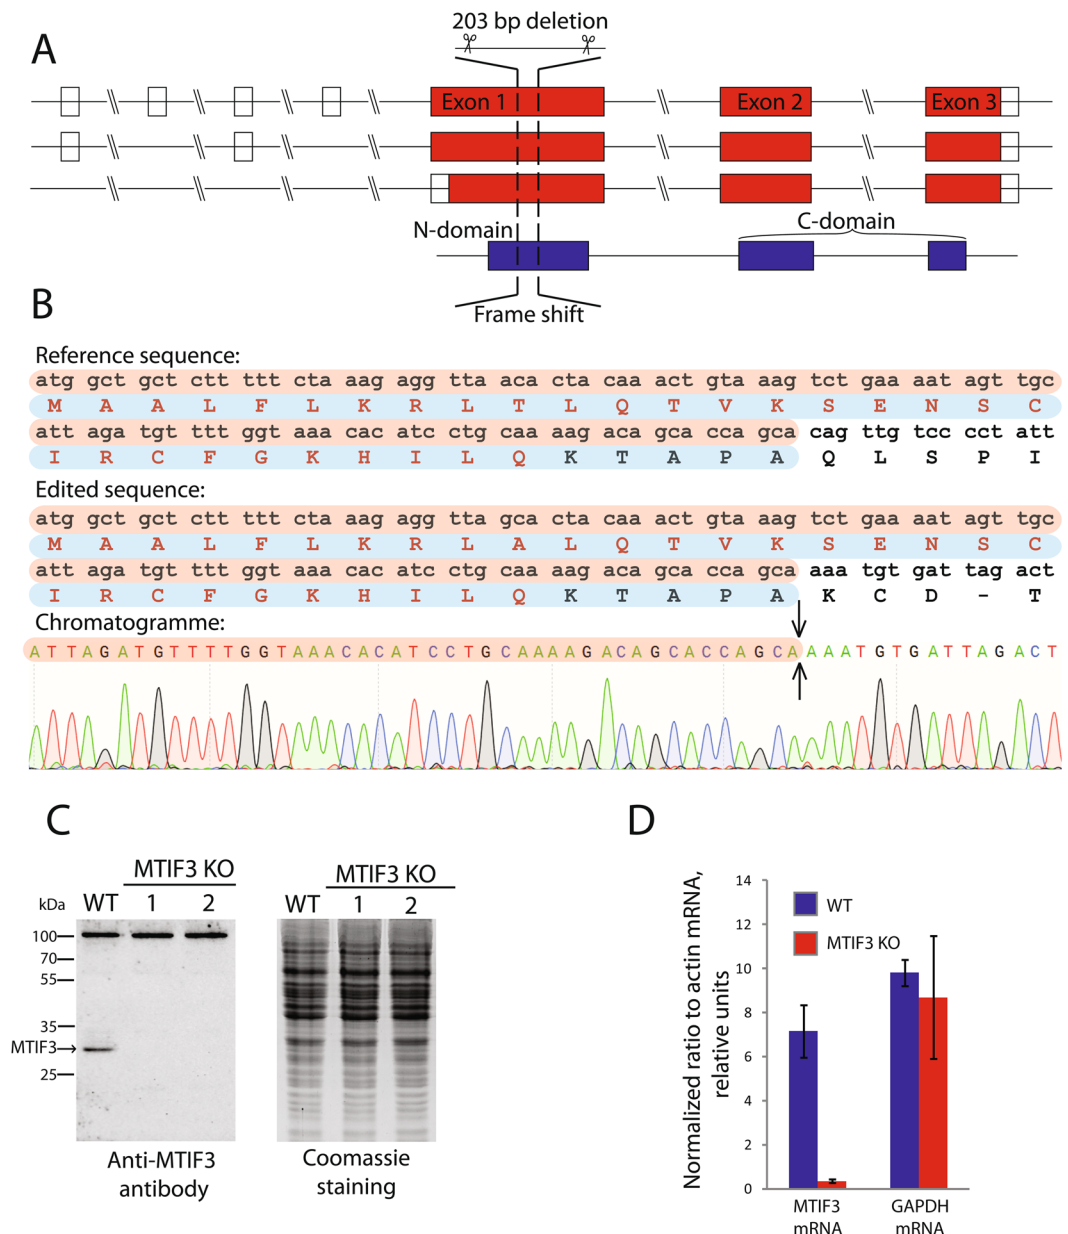 A
203 bp deletion
Exon 1
Exon 2
Exon 3
N-domain
C-domain
Frame shift
B
Reference sequence:
atg gct gct ctt ttt cta aag agg tta aca cta caa act gta aag tct gaa aat agt tgc
M A A L F L K R L T L Q T V K S E N S C
att aga tgt ttt ggt aaa cac atc ctg caa aag aca gca cca gca cag ttg tcc cct att
I R C F G K H I L Q K T A P A Q L S P I
Edited sequence:
atg gct gct ctt ttt cta aag agg tta gca cta caa act gta aag tct gaa aat agt tgc
M A A L F L K R L A L Q T V K S E N S C
att aga tgt ttt ggt aaa cac atc ctg caa aag aca gca cca gca aaa tgt gat tag act
I R C F G K H I L Q K T A P A K C D - T
Chromatogramme:
A T T A G A T G T T T T G G T A A A C A C A T C C T G C A A A A G A C A G C A C C A G C A A A A T G T G A T T A G A C T
C
D
MTIF3 KO
WT 1 2
kDa
100
70
55
35
MTIF3
25
Anti-MTIF3
antibody
MTIF3 KO
WT 1 2
Coomassie
staining
Normalized ratio to actin mRNA,
relative units
14
12
10
8
6
4
2
0
WT
MTIF3 KO
MTIF3
mRNA
GAPDH
mRNA